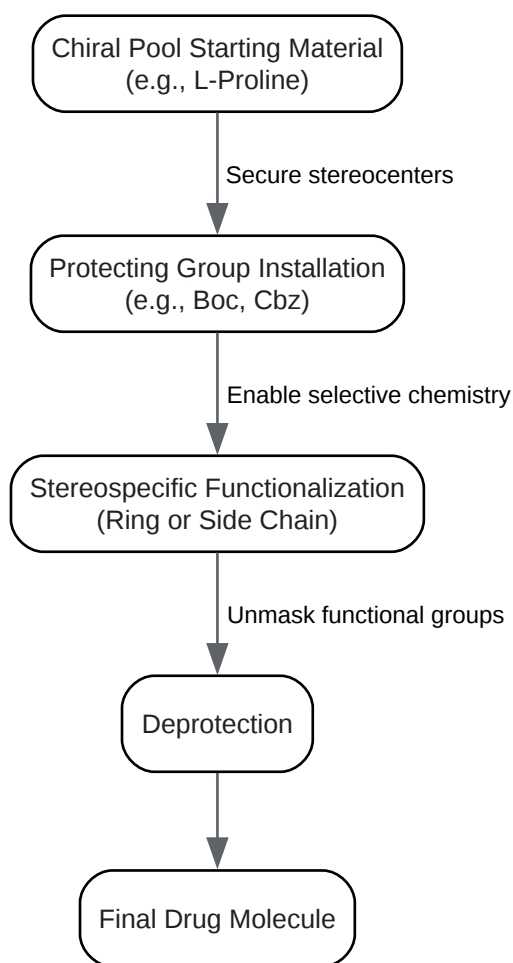 Chiral Pool Starting Material
(e.g., L-Proline)
Secure stereocenters
Protecting Group Installation
(e.g., Boc, Cbz)
Enable selective chemistry
Stereospecific Functionalization
(Ring or Side Chain)
Unmask functional groups
Deprotection
Final Drug Molecule